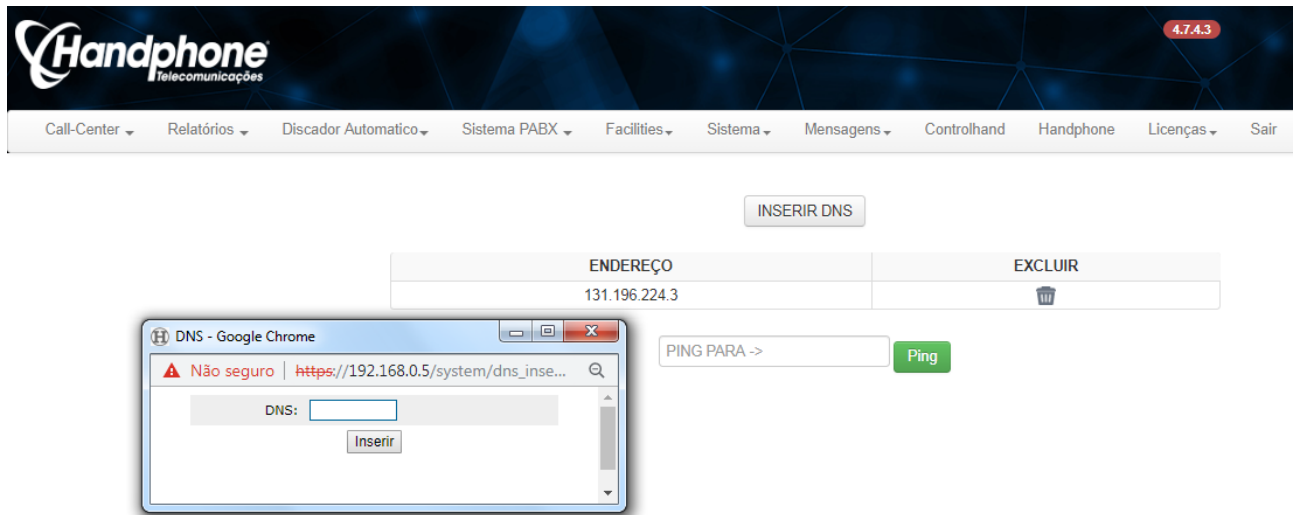 4.7.4.3
Handphone
Telecomunicações
Call-Center Relatórios Discador Automatico Sistema PABX Facilities Sistema Mensagens Controlhand Handphone Licenças Sair
INSERIR DNS
ENDEREÇO EXCLUIR
131.196.224.3
DNS - Google Chrome
Não seguro | https://192.168.0.5/system/dns_inse...
PING PARA -> Ping
DNS:
Inserir